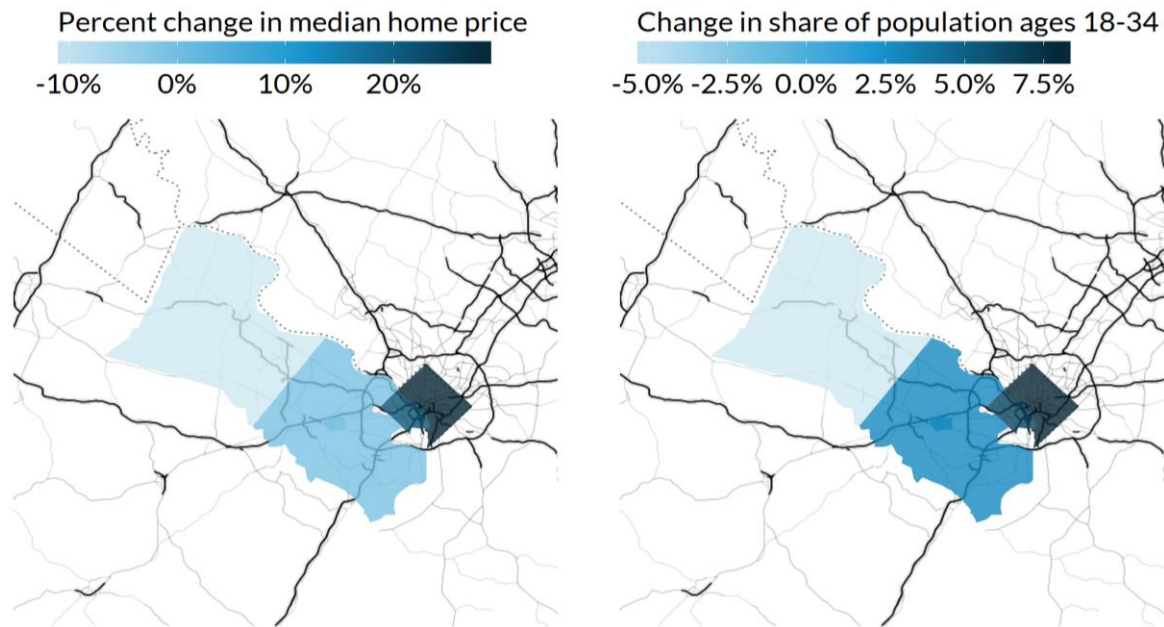 Percent change in median home price
-10% 0% 10% 20%
Change in share of population ages 18-34
-5.0% -2.5% 0.0% 2.5% 5.0% 7.5%